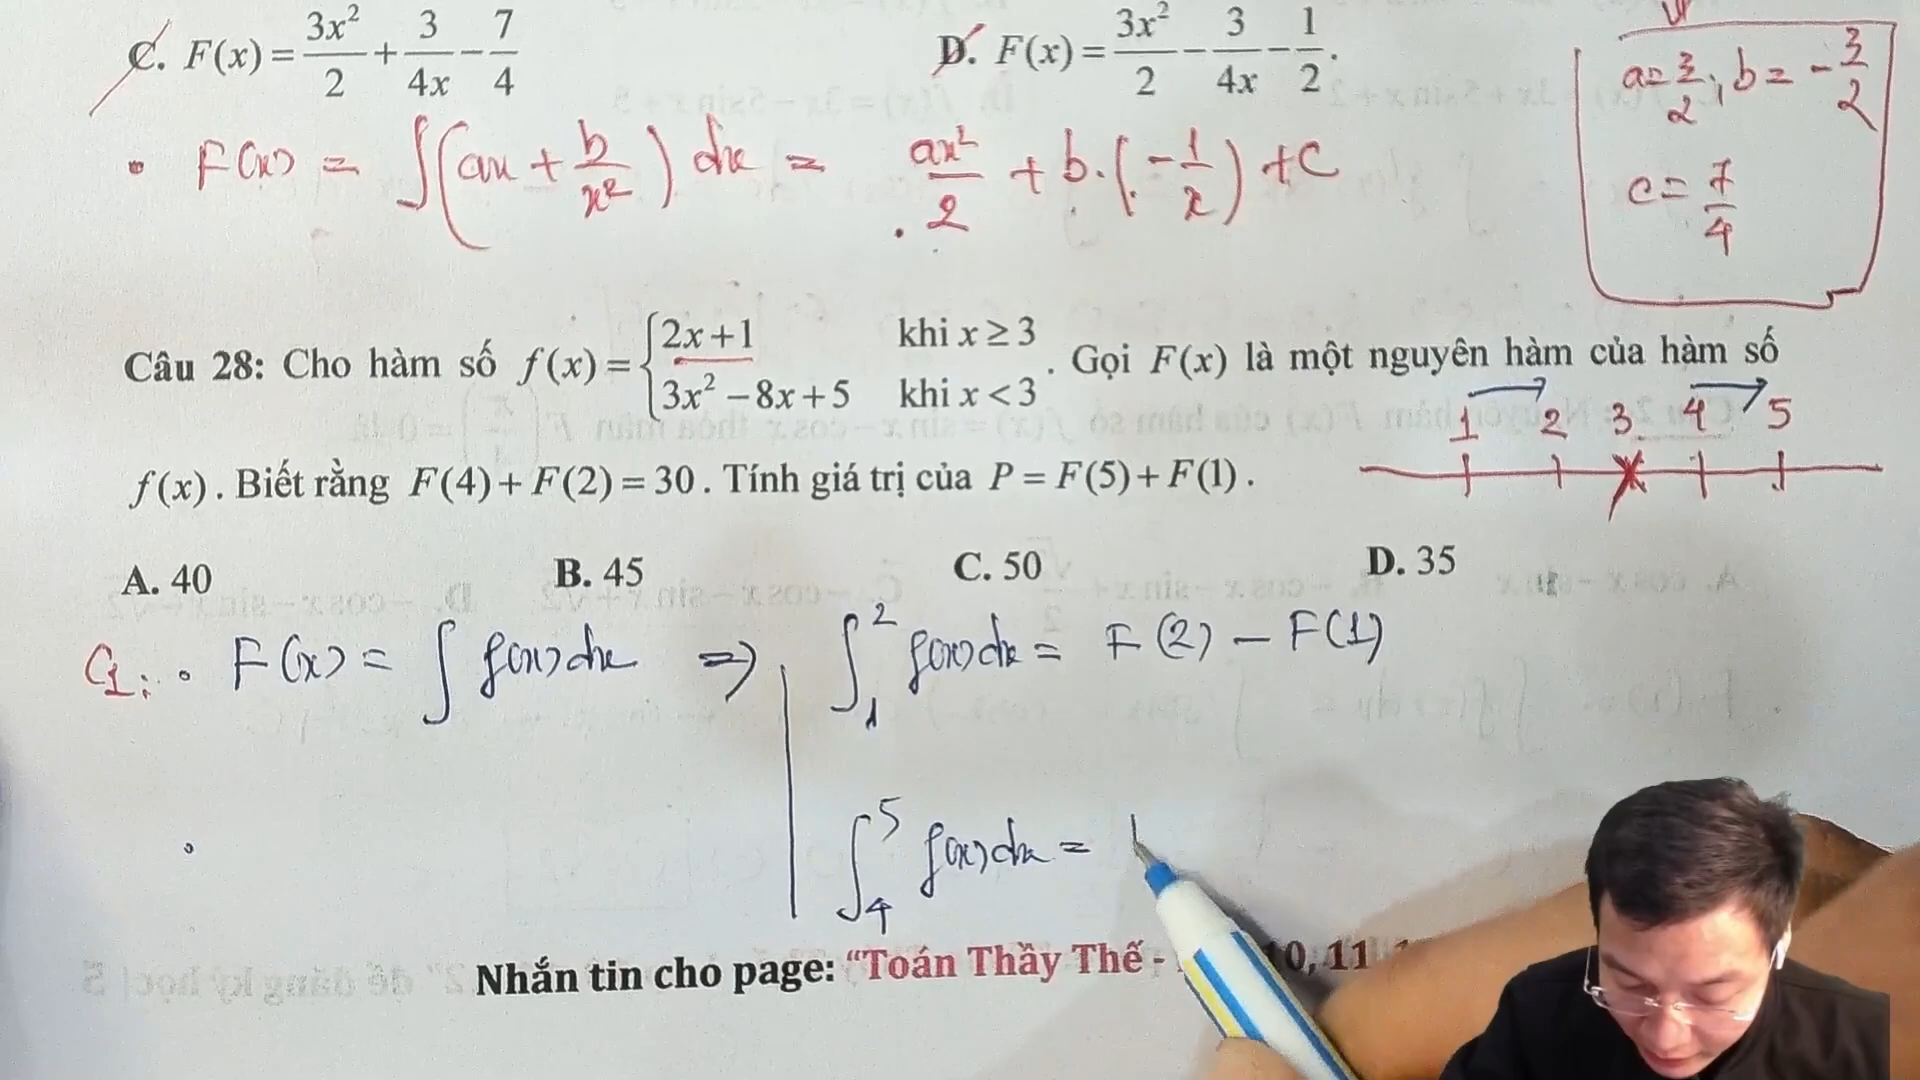 C. F(x) = 3x²/2 + 3/4x − 7/4
D. F(x) = 3x²/2 − 3/4x − 1/2.
a = 3/2, b = −3/2
c = 7/4
• F(x) = ∫(ax + b/x²) dx = ax²/2 + b.(−1/x) + C
Câu 28: Cho hàm số f(x) = { 2x + 1 khi x ≥ 3
3x² − 8x + 5 khi x < 3 . Gọi F(x) là một nguyên hàm của hàm số
1 2 3 4 5
f(x). Biết rằng F(4) + F(2) = 30. Tính giá trị của P = F(5) + F(1).
A. 40 B. 45 C. 50 D. 35
C1: • F(x) = ∫ f(x)dx ⇒ ∫₁² f(x)dx = F(2) − F(1)
∫₄⁵ f(x)dx =
Nhắn tin cho page: “Toán Thầy Thế - 10, 11